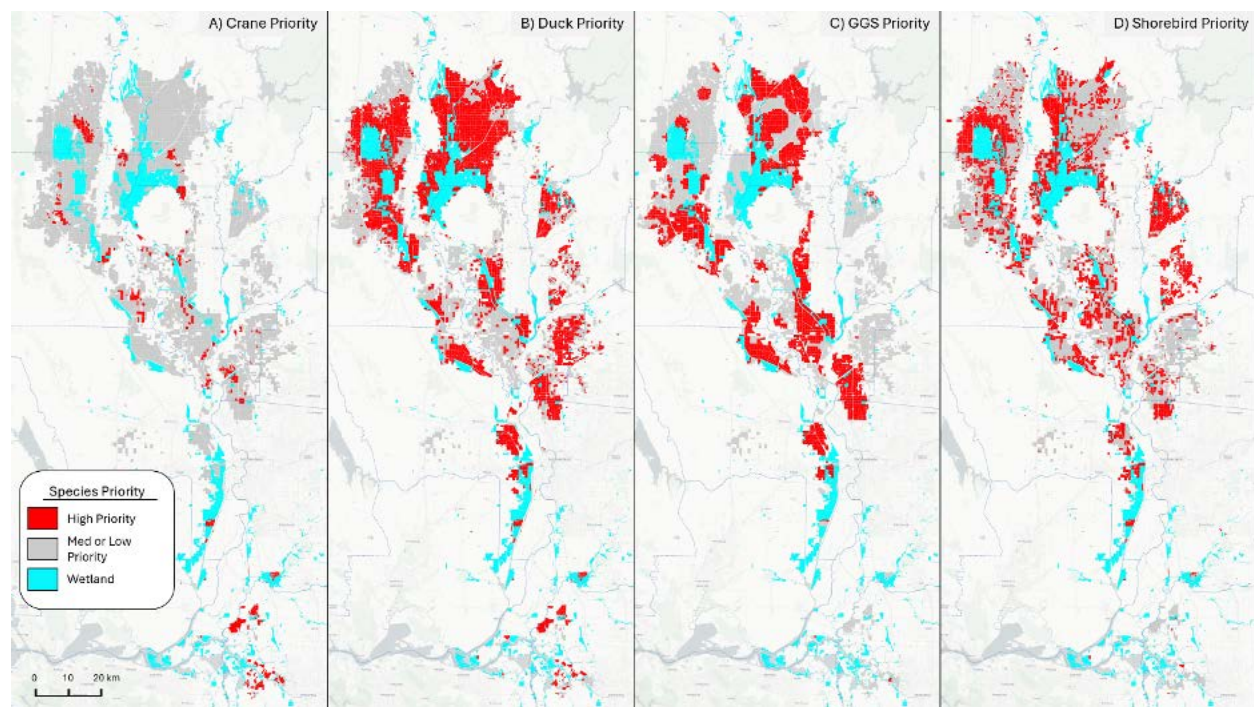 A) Crane Priority
B) Duck Priority
C) GGS Priority
D) Shorebird Priority
Species Priority
High Priority
Med or Low
Priority
Wetland
0 10 20 km